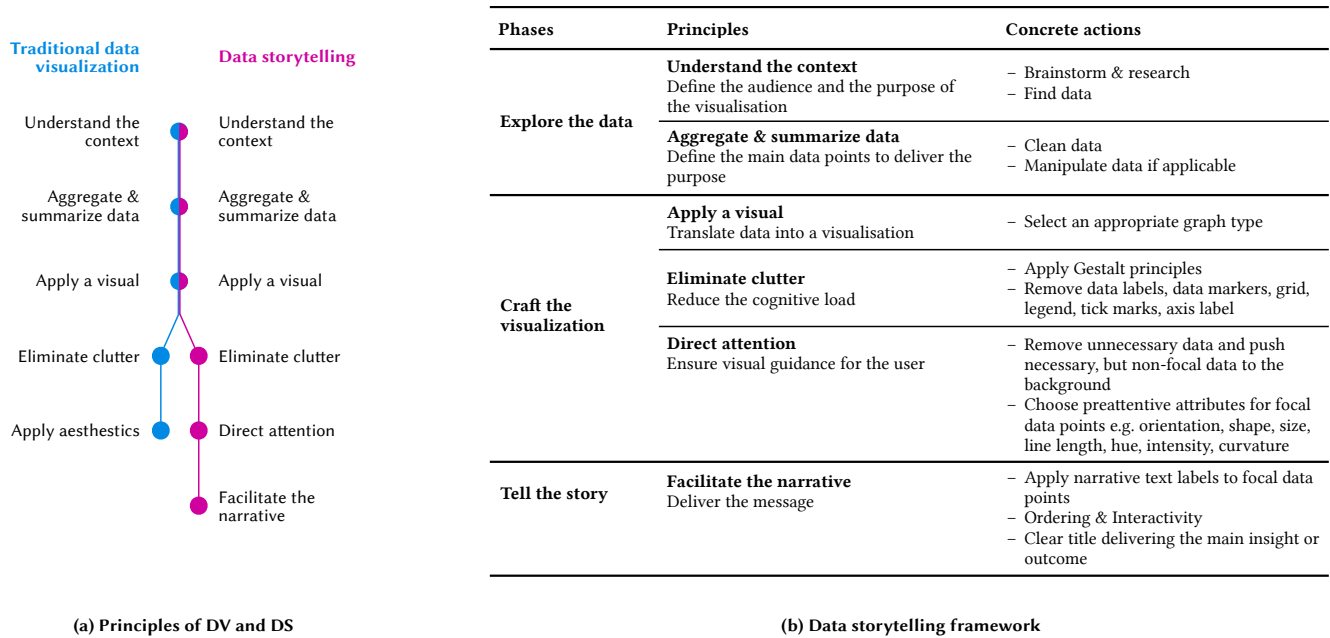 Traditional data
visualization
Data storytelling
Understand the
context
Understand the
context
Aggregate &
summarize data
Aggregate &
summarize data
Apply a visual
Apply a visual
Eliminate clutter
Eliminate clutter
Apply aesthestics
Direct attention
Facilitate the
narrative
(a) Principles of DV and DS
Phases
Principles
Concrete actions
Explore the data
Understand the context
Define the audience and the purpose of
the visualisation
– Brainstorm & research
– Find data
Aggregate & summarize data
Define the main data points to deliver the
purpose
– Clean data
– Manipulate data if applicable
Craft the
visualization
Apply a visual
Translate data into a visualisation
– Select an appropriate graph type
Eliminate clutter
Reduce the cognitive load
– Apply Gestalt principles
– Remove data labels, data markers, grid,
legend, tick marks, axis label
Direct attention
Ensure visual guidance for the user
– Remove unnecessary data and push
necessary, but non-focal data to the
background
– Choose preattentive attributes for focal
data points e.g. orientation, shape, size,
line length, hue, intensity, curvature
Tell the story
Facilitate the narrative
Deliver the message
– Apply narrative text labels to focal data
points
– Ordering & Interactivity
– Clear title delivering the main insight or
outcome
(b) Data storytelling framework